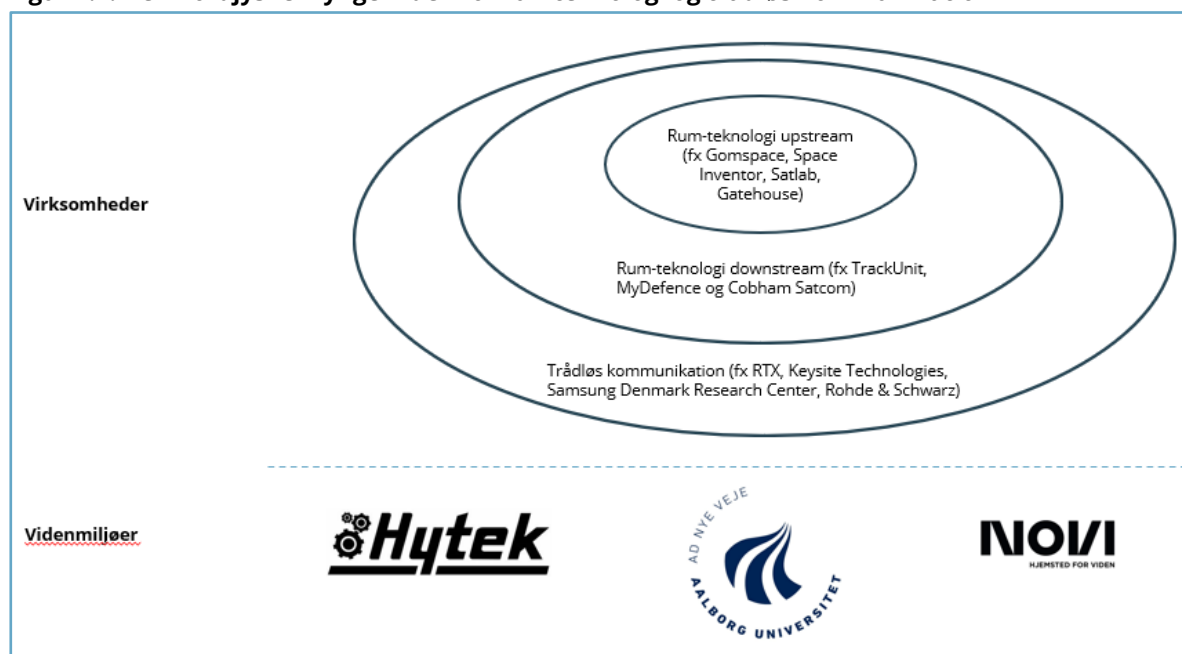 Virksomheder
Rum-teknologi upstream
(fx Gomspace, Space
Inventor, Satlab,
Gatehouse)
Rum-teknologi downstream (fx TrackUnit,
MyDefence og Cobham Satcom)
Trådløs kommunikation (fx RTX, Keysite Technologies,
Samsung Denmark Research Center, Rohde & Schwarz)
Videnmiljøer
Hytek
AD NYE VEJE
AALBORG UNIVERSITET
NOVI
HJEMSTED FOR VIDEN